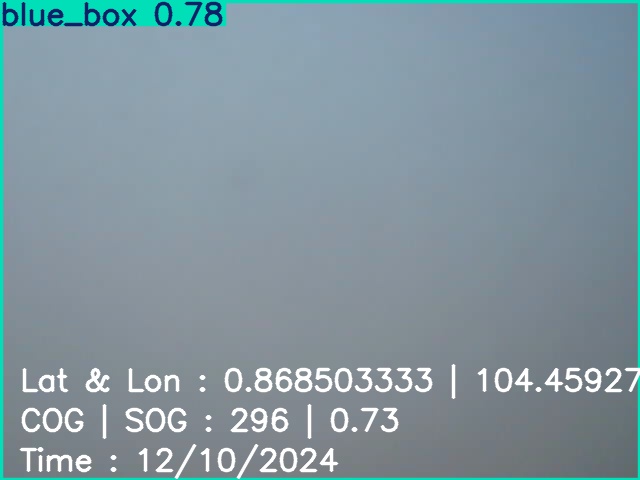 blue_box 0.78
Lat & Lon : 0.868503333 | 104.45927
COG | SOG : 296 | 0.73
Time : 12/10/2024